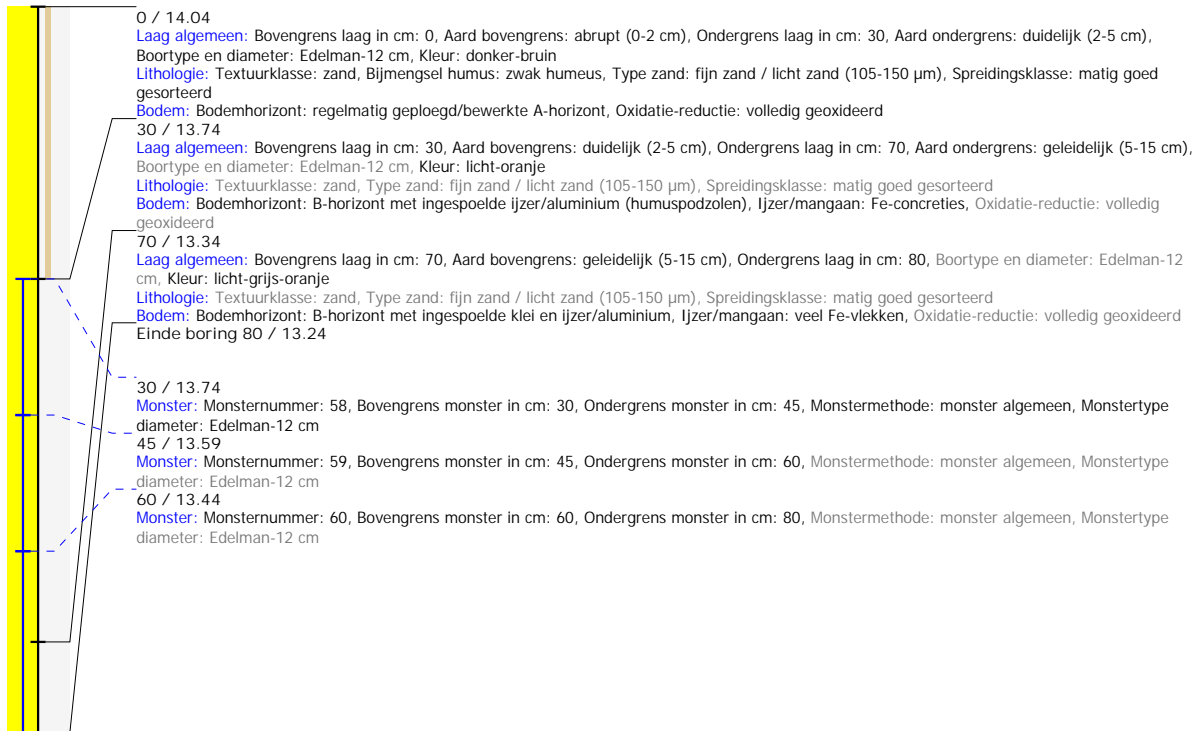 0 / 14.04
Laag algemeen: Bovengrens laag in cm: 0, Aard bovengrens: abrupt (0-2 cm), Ondergrens laag in cm: 30, Aard ondergrens: duidelijk (2-5 cm),
Boortype en diameter: Edelman-12 cm, Kleur: donker-bruin
Lithologie: Textuurklasse: zand, Bijmengsel humus: zwak humeus, Type zand: fijn zand / licht zand (105-150 µm), Spreidingsklasse: matig goed
gesorteerd
Bodem: Bodemhorizont: regelmatig geploegd/bewerkte A-horizont, Oxidatie-reductie: volledig geoxideerd
30 / 13.74
Laag algemeen: Bovengrens laag in cm: 30, Aard bovengrens: duidelijk (2-5 cm), Ondergrens laag in cm: 70, Aard ondergrens: geleidelijk (5-15 cm),
Boortype en diameter: Edelman-12 cm, Kleur: licht-oranje
Lithologie: Textuurklasse: zand, Type zand: fijn zand / licht zand (105-150 µm), Spreidingsklasse: matig goed gesorteerd
Bodem: Bodemhorizont: B-horizont met ingespoelde ijzer/aluminium (humuspodzolen), Ijzer/mangaan: Fe-concreties, Oxidatie-reductie: volledig
geoxideerd
70 / 13.34
Laag algemeen: Bovengrens laag in cm: 70, Aard bovengrens: geleidelijk (5-15 cm), Ondergrens laag in cm: 80, Boortype en diameter: Edelman-12
cm, Kleur: licht-grijs-oranje
Lithologie: Textuurklasse: zand, Type zand: fijn zand / licht zand (105-150 µm), Spreidingsklasse: matig goed gesorteerd
Bodem: Bodemhorizont: B-horizont met ingespoelde klei en ijzer/aluminium, Ijzer/mangaan: veel Fe-vlekken, Oxidatie-reductie: volledig geoxideerd
Einde boring 80 / 13.24
30 / 13.74
Monster: Monsternummer: 58, Bovengrens monster in cm: 30, Ondergrens monster in cm: 45, Monstermethode: monster algemeen, Monstertype
diameter: Edelman-12 cm
45 / 13.59
Monster: Monsternummer: 59, Bovengrens monster in cm: 45, Ondergrens monster in cm: 60, Monstermethode: monster algemeen, Monstertype
diameter: Edelman-12 cm
60 / 13.44
Monster: Monsternummer: 60, Bovengrens monster in cm: 60, Ondergrens monster in cm: 80, Monstermethode: monster algemeen, Monstertype
diameter: Edelman-12 cm